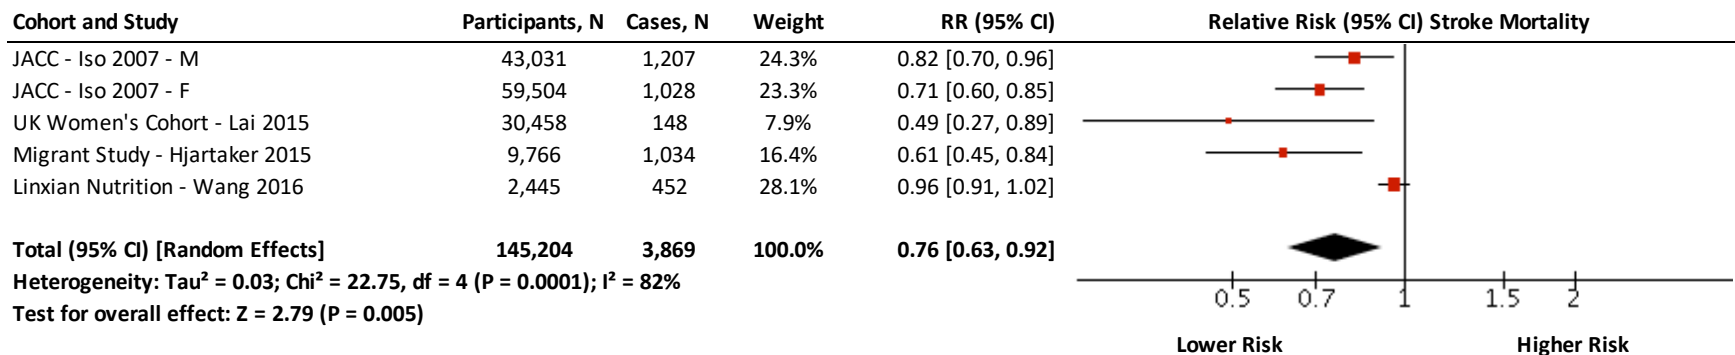 Cohort and Study Participants, N Cases, N Weight RR (95% CI) Relative Risk (95% CI) Stroke Mortality
JACC - Iso 2007 - M 43,031 1,207 24.3% 0.82 [0.70, 0.96]
JACC - Iso 2007 - F 59,504 1,028 23.3% 0.71 [0.60, 0.85]
UK Women's Cohort - Lai 2015 30,458 148 7.9% 0.49 [0.27, 0.89]
Migrant Study - Hjartaker 2015 9,766 1,034 16.4% 0.61 [0.45, 0.84]
Linxian Nutrition - Wang 2016 2,445 452 28.1% 0.96 [0.91, 1.02]
Total (95% CI) [Random Effects] 145,204 3,869 100.0% 0.76 [0.63, 0.92]
Heterogeneity: Tau² = 0.03; Chi² = 22.75, df = 4 (P = 0.0001); I² = 82%
0.5 0.7 1 1.5 2
Test for overall effect: Z = 2.79 (P = 0.005)
Lower Risk Higher Risk